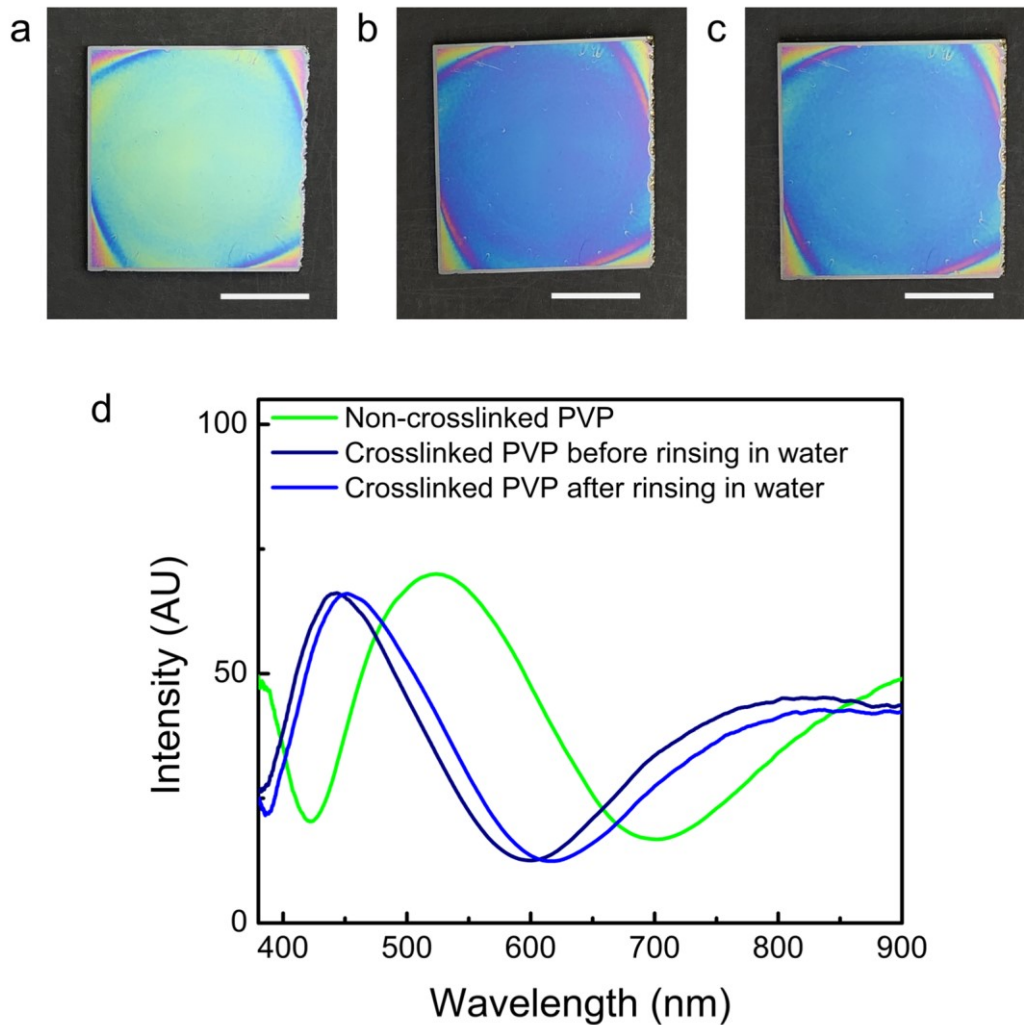 a
b
c
d
100
50
0
Intensity (AU)
Non-crosslinked PVP
Crosslinked PVP before rinsing in water
Crosslinked PVP after rinsing in water
400 500 600 700 800 900
Wavelength (nm)